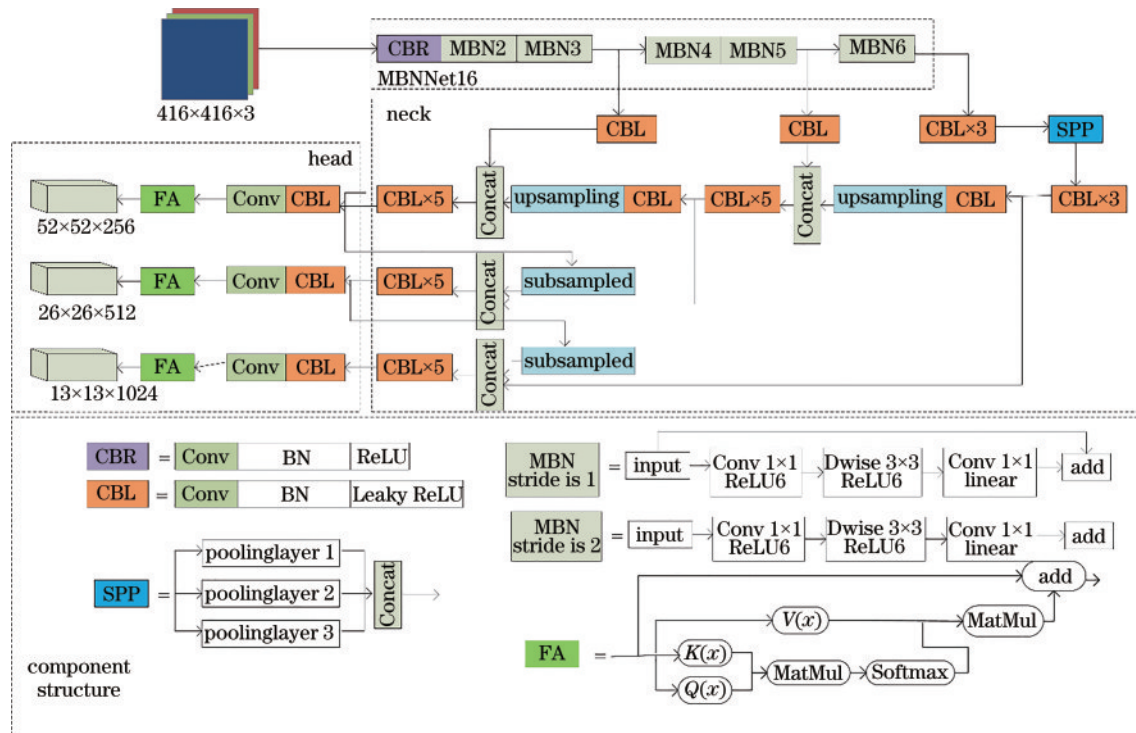 CBR MBN2 MBN3 MBN4 MBN5 MBN6
MBNNet16
416×416×3
neck
CBL CBL CBL×3 SPP
head
FA Conv CBL CBL×5 Concat upsampling CBL CBL×5 Concat upsampling CBL CBL×3
52×52×256
FA Conv CBL CBL×5 Concat subsampled
26×26×512
FA Conv CBL CBL×5 Concat subsampled
13×13×1024
CBR = Conv BN ReLU
CBL = Conv BN Leaky ReLU
SPP =
poolinglayer 1
poolinglayer 2
poolinglayer 3
Concat
component
structure
MBN
stride is 1
= input
Conv 1×1
ReLU6
Dwise 3×3
ReLU6
Conv 1×1
linear
add
MBN
stride is 2
= input
Conv 1×1
ReLU6
Dwise 3×3
ReLU6
Conv 1×1
linear
add
add
V(x) MatMul
FA =
K(x)
Q(x)
MatMul Softmax